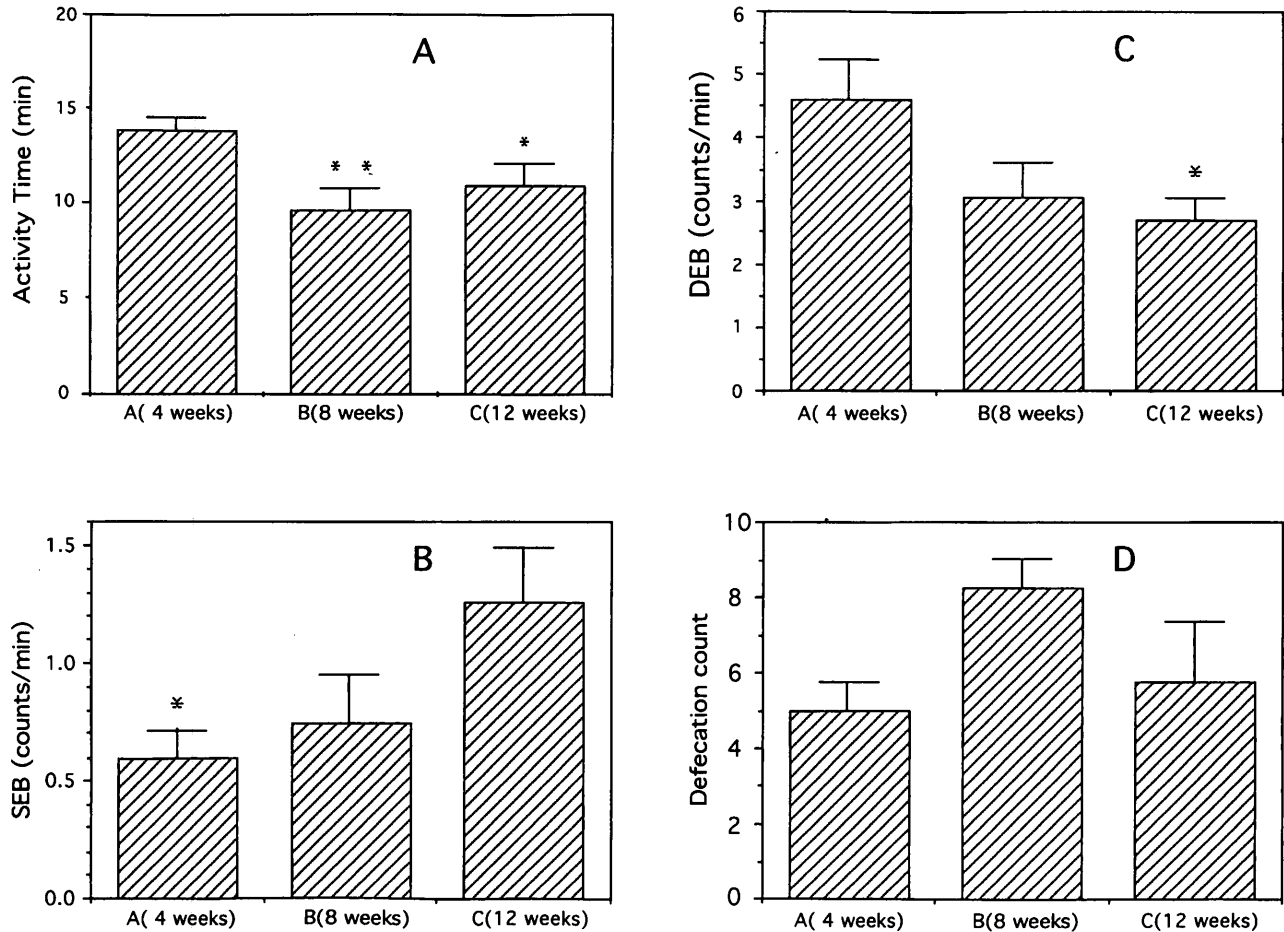 20
15
10
5
0
Activity Time (min)
A
* *
*
A( 4 weeks)
B(8 weeks)
C(12 weeks)
6
5
4
3
2
1
0
DEB (counts/min)
C
*
A( 4 weeks)
B(8 weeks)
C(12 weeks)
1.5
1.0
0.5
0.0
SEB (counts/min)
B
*
A( 4 weeks)
B(8 weeks)
C(12 weeks)
10
8
6
4
2
0
Defecation count
D
A( 4 weeks)
B(8 weeks)
C(12 weeks)